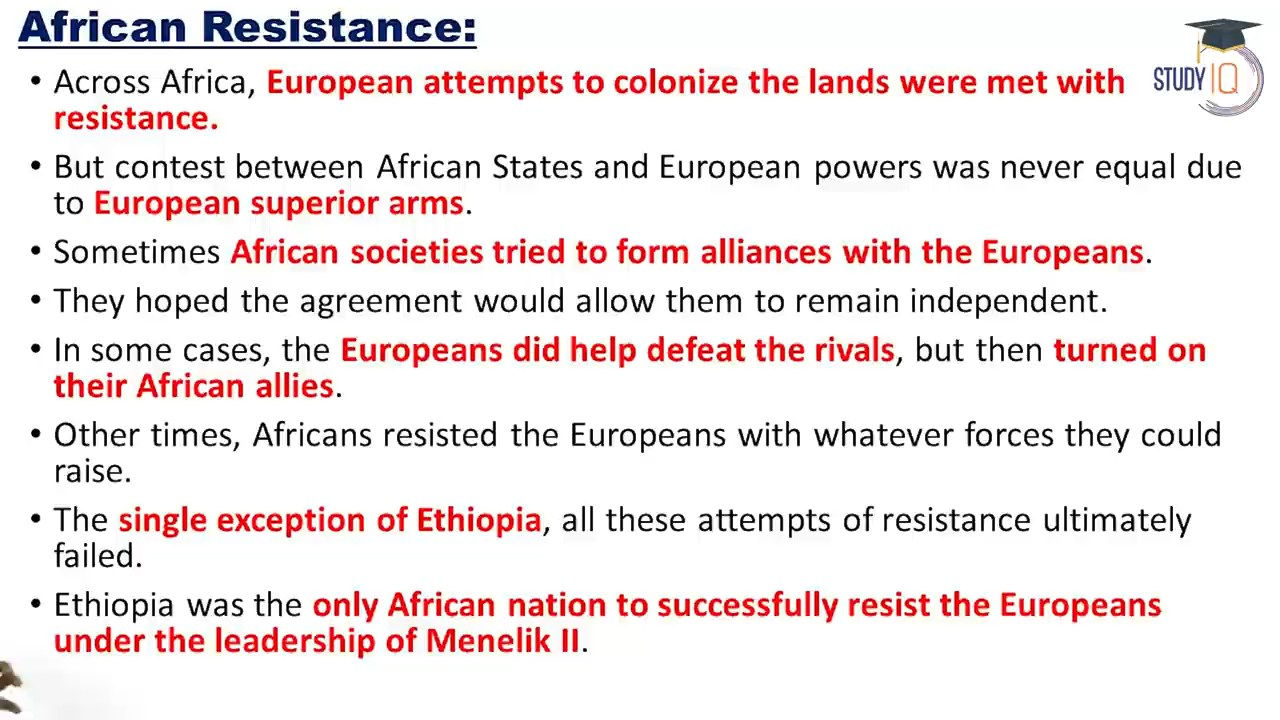 African Resistance:
STUDY IQ
• Across Africa, European attempts to colonize the lands were met with
resistance.
• But contest between African States and European powers was never equal due
to European superior arms.
• Sometimes African societies tried to form alliances with the Europeans.
• They hoped the agreement would allow them to remain independent.
• In some cases, the Europeans did help defeat the rivals, but then turned on
their African allies.
• Other times, Africans resisted the Europeans with whatever forces they could
raise.
• The single exception of Ethiopia, all these attempts of resistance ultimately
failed.
• Ethiopia was the only African nation to successfully resist the Europeans
under the leadership of Menelik II.